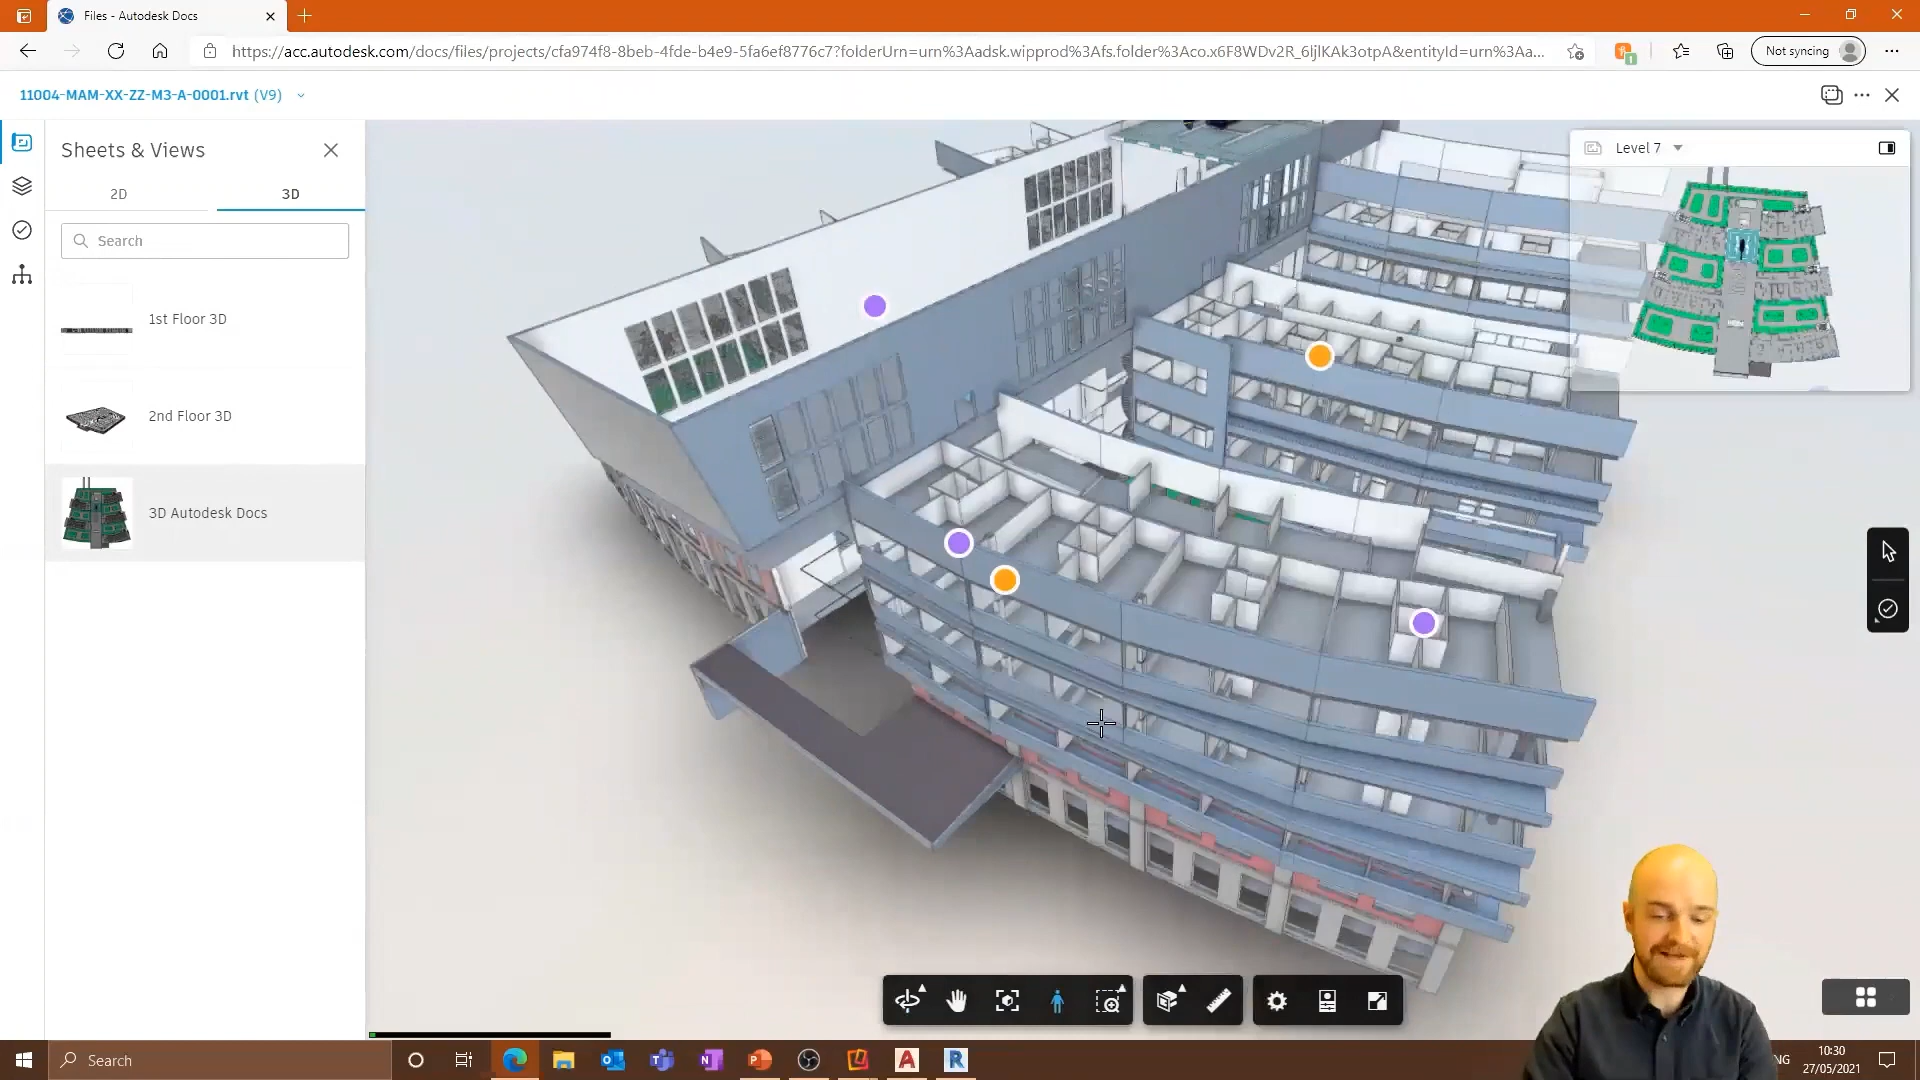 Files - Autodesk Docs
https://acc.autodesk.com/docs/files/projects/cfa974f8-8beb-4fde-b4e9-5fa6ef8776c7?folderUrn=urn%3Aadsk.wipprod%3Afs.folder%3Aco.x6F8WDv2R_6ljlKAk3otpA&entityId=urn%3Aa...
Not syncing
11004-MAM-XX-ZZ-M3-A-0001.rvt (V9)
Sheets & Views
2D 3D
Search
1st Floor 3D
2nd Floor 3D
3D Autodesk Docs
Level 7
Search
NG
10:30
27/05/2021